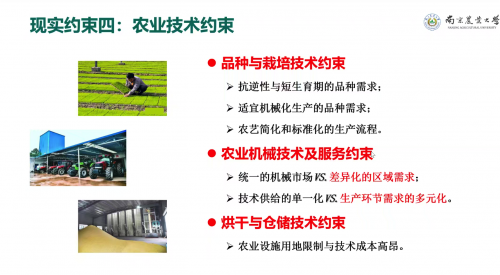 现实约束四：农业技术约束
南京农业大学
NANJING AGRICULTURAL UNIVERSITY
● 品种与栽培技术约束
➢ 抗逆性与短生育期的品种需求；
➢ 适宜机械化生产的品种需求；
➢ 农艺简化和标准化的生产流程。
● 农业机械技术及服务约束
➢ 统一的机械市场 VS. 差异化的区域需求；
➢ 技术供给的单一化 VS. 生产环节需求的多元化。
● 烘干与仓储技术约束
➢ 农业设施用地限制与技术成本高昂。